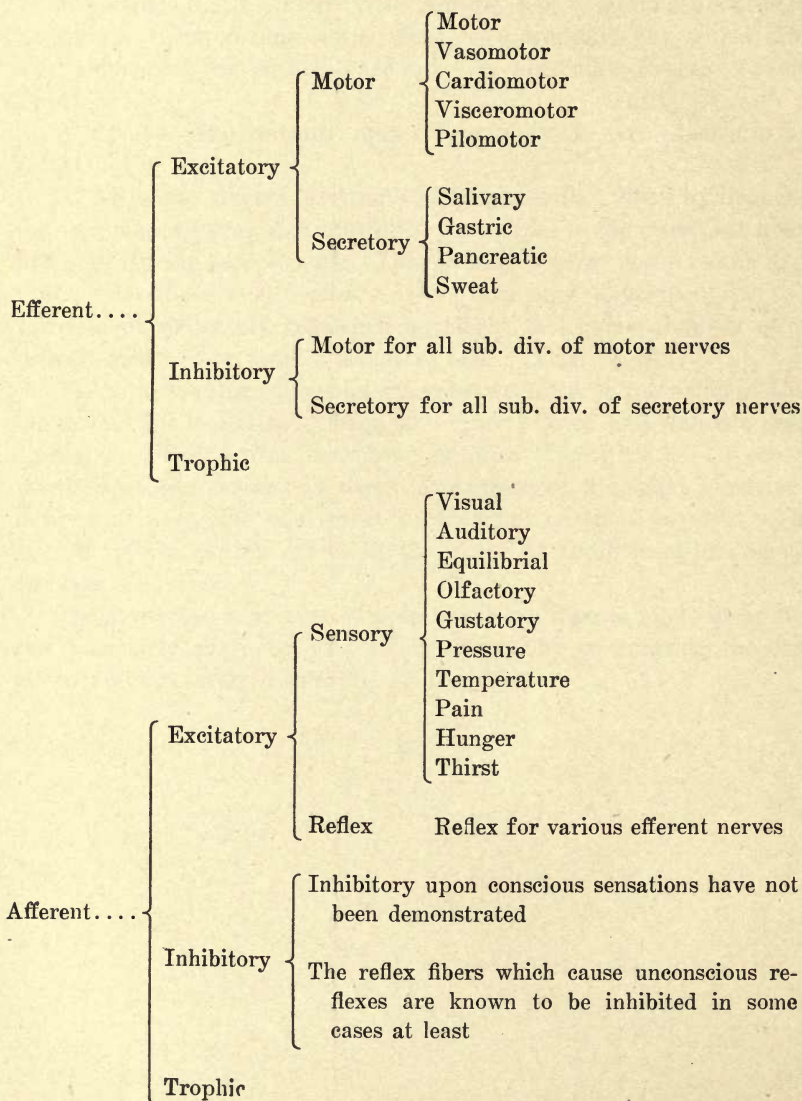 Motor
Vasomotor
Motor Cardiomotor
Visceromotor
Pilomotor
Excitatory
Salivary
Gastric
Secretory
Pancreatic
Sweat
Efferent....
Motor for all sub. div. of motor nerves
Inhibitory
Secretory for all sub. div. of secretory nerves
Trophic
Visual
Auditory
Equilibrial
Olfactory
Gustatory
Sensory
Pressure
Temperature
Pain
Excitatory
Hunger
Thirst
Reflex Reflex for various efferent nerves
Inhibitory upon conscious sensations have not
Afferent....
been demonstrated
Inhibitory
The reflex fibers which cause unconscious re-
flexes are known to be inhibited in some
cases at least
Trophic